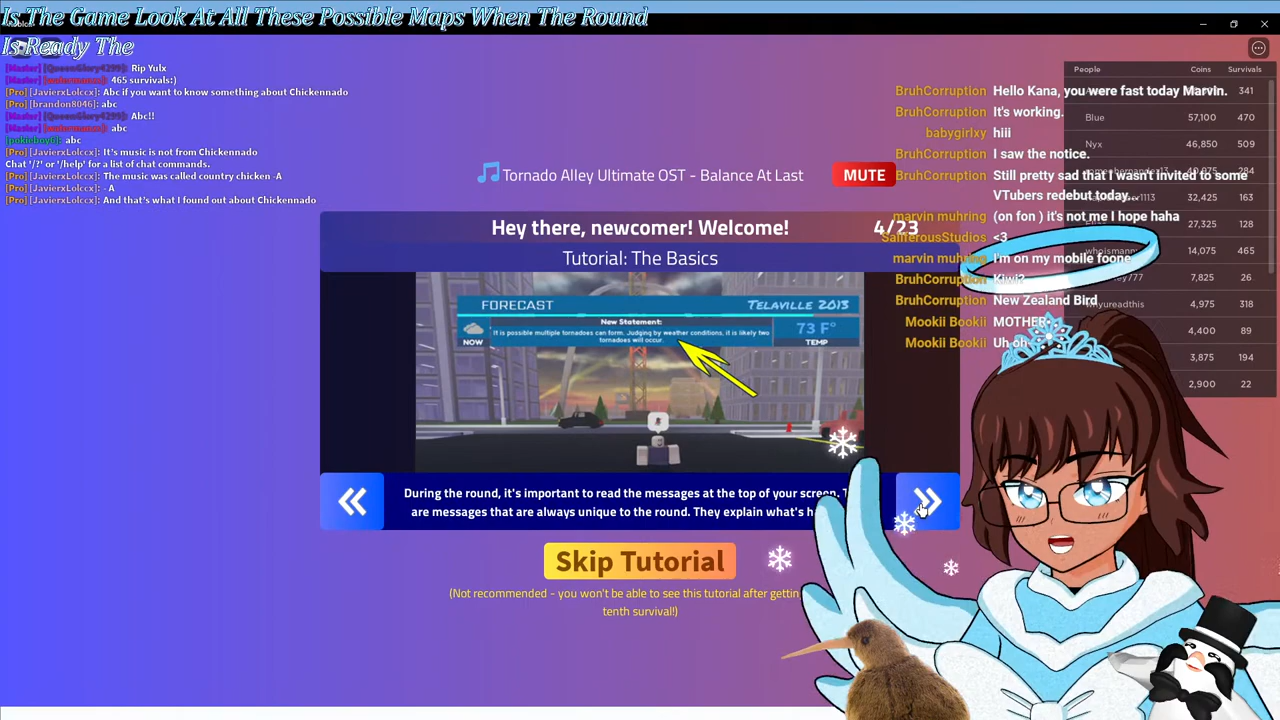 Is The Game Look At All These Possible Maps When The Round
Is Ready The
[Master] [QueenGlory4299]: Rip Yulx
[Master] 465 survivals:)
[Pro] [JavierxLolccx]: Abc if you want to know something about Chickennado
[Pro] [brandon8046]: abc
[Master] [QueenGlory4299]: Abc!!
[Master] abc
abc
[Pro] [JavierxLolccx]: It's music is not from Chickennado
Chat '/?' or '/help' for a list of chat commands.
[Pro] [JavierxLolccx]: The music was called country chicken -A
[Pro] [JavierxLolccx]: - A
[Pro] [JavierxLolccx]: And that's what I found out about Chickennado
Tornado Alley Ultimate OST - Balance At Last
MUTE
Hey there, newcomer! Welcome!
4/23
Tutorial: The Basics
FORECAST
TELAVILLE 2013
New Statement:
It is possible multiple tornadoes can form. Judging by weather conditions, it is likely two
tornadoes will occur.
NOW
73 F°
TEMP
During the round, it's important to read the messages at the top of your screen. T
are messages that are always unique to the round. They explain what's h
Skip Tutorial
(Not recommended - you won't be able to see this tutorial after gettin
tenth survival!)
People Coins Survivals
341
Blue 57,100 470
Nyx 46,850 509
284
32,425 163
27,325 128
14,075 465
7,825 26
4,975 318
4,400 89
3,875 194
2,900 22
BruhCorruption Hello Kana, you were fast today Marvin.
BruhCorruption It's working.
babygirlxy hiii
BruhCorruption I saw the notice.
BruhCorruption Still pretty sad that I wasn't invited to some
VTubers redebut today...
marvin muhring (on fon ) it's not me I hope haha
SaliferousStudios <3
marvin muhring I'm on my mobile foone
BruhCorruption Kiwi?
BruhCorruption New Zealand Bird
Mookii Bookii MOTHER
Mookii Bookii Uh oh